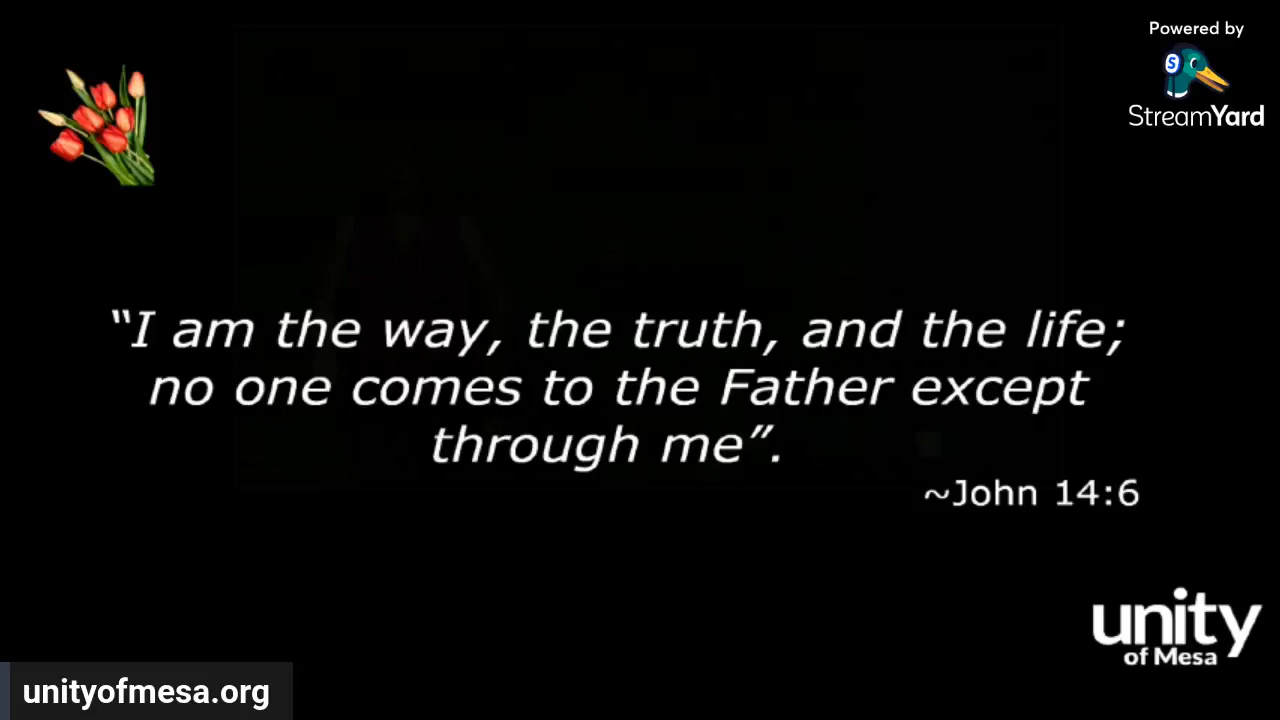 Powered by
S
StreamYard
“I am the way, the truth, and the life;
no one comes to the Father except
through me”.
~John 14:6
unity
of Mesa
unityofmesa.org